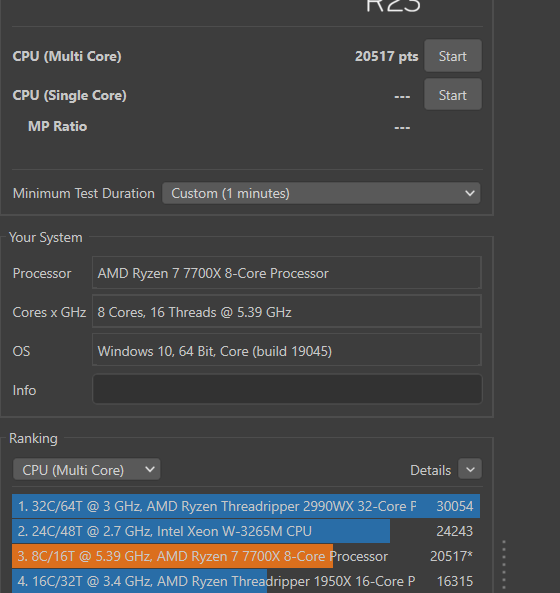 R23
CPU (Multi Core) 20517 pts Start
CPU (Single Core) --- Start
MP Ratio ---
Minimum Test Duration Custom (1 minutes)
Your System
Processor AMD Ryzen 7 7700X 8-Core Processor
Cores x GHz 8 Cores, 16 Threads @ 5.39 GHz
OS Windows 10, 64 Bit, Core (build 19045)
Info
Ranking
CPU (Multi Core) Details
1. 32C/64T @ 3 GHz, AMD Ryzen Threadripper 2990WX 32-Core P 30054
2. 24C/48T @ 2.7 GHz, Intel Xeon W-3265M CPU 24243
3. 8C/16T @ 5.39 GHz, AMD Ryzen 7 7700X 8-Core Processor 20517*
4. 16C/32T @ 3.4 GHz, AMD Ryzen Threadripper 1950X 16-Core P 16315